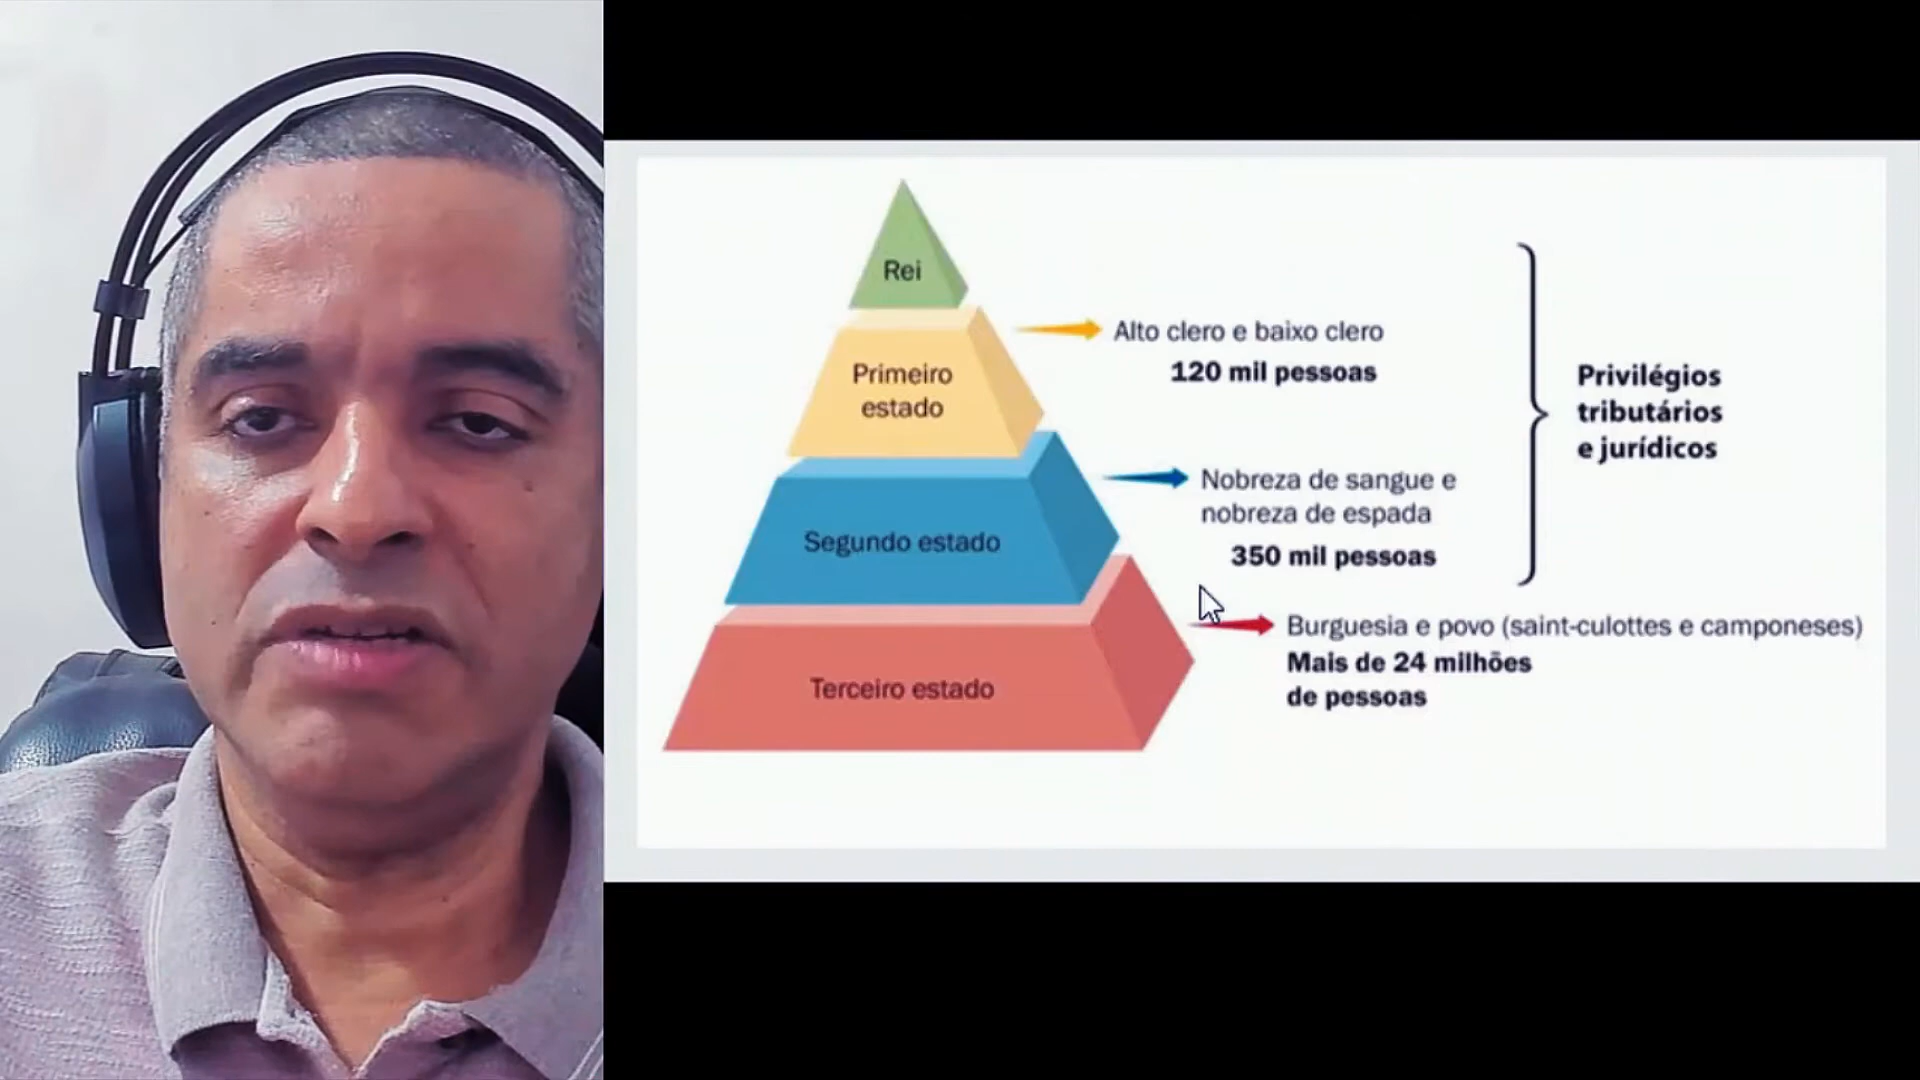 Rei
Primeiro
estado
Alto clero e baixo clero
120 mil pessoas
Segundo estado
Nobreza de sangue e
nobreza de espada
350 mil pessoas
Privilégios
tributários
e jurídicos
Terceiro estado
Burguesia e povo (saint-culottes e camponeses)
Mais de 24 milhões
de pessoas